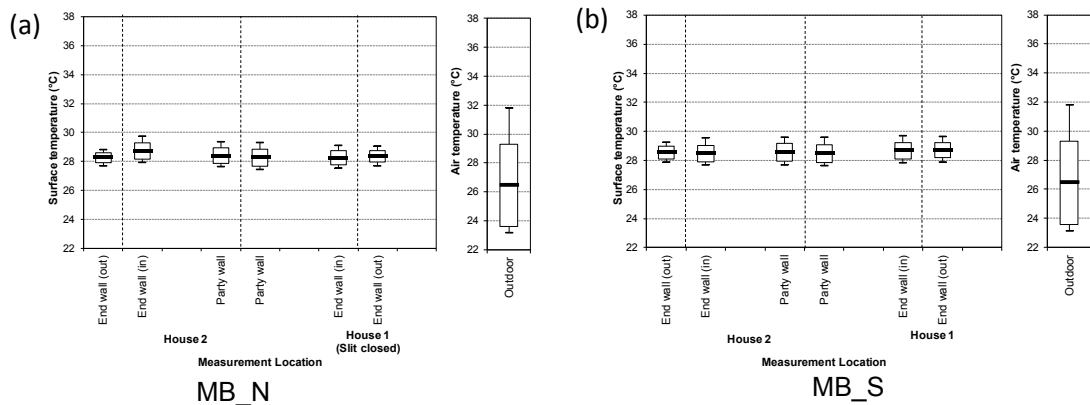 (a)
38
36
34
32
30
28
26
24
22
Surface temperature (°C)
End wall (out)
End wall (in)
Party wall
Party wall
End wall (in)
End wall (out)
House 2
House 1
(Slit closed)
Measurement Location
38
36
34
32
30
28
26
24
22
Air temperature (°C)
Outdoor
MB_N
(b)
38
36
34
32
30
28
26
24
22
Surface temperature (°C)
End wall (out)
End wall (in)
Party wall
Party wall
End wall (in)
End wall (out)
House 2
House 1
Measurement Location
38
36
34
32
30
28
26
24
22
Air temperature (°C)
Outdoor
MB_S